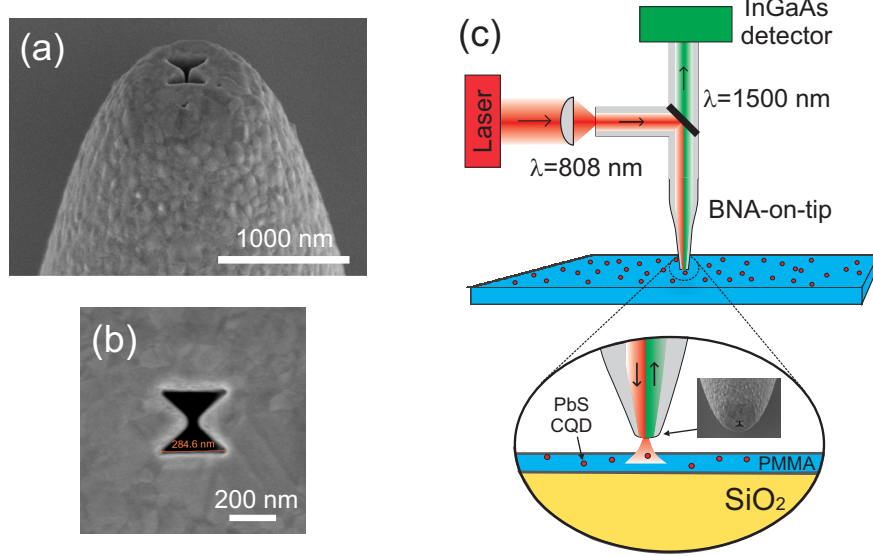 (a)
1000 nm
(b)
284.6 nm
200 nm
(c)
InGaAs
detector
Laser
λ=1500 nm
λ=808 nm
BNA-on-tip
PbS
CQD
PMMA
SiO₂